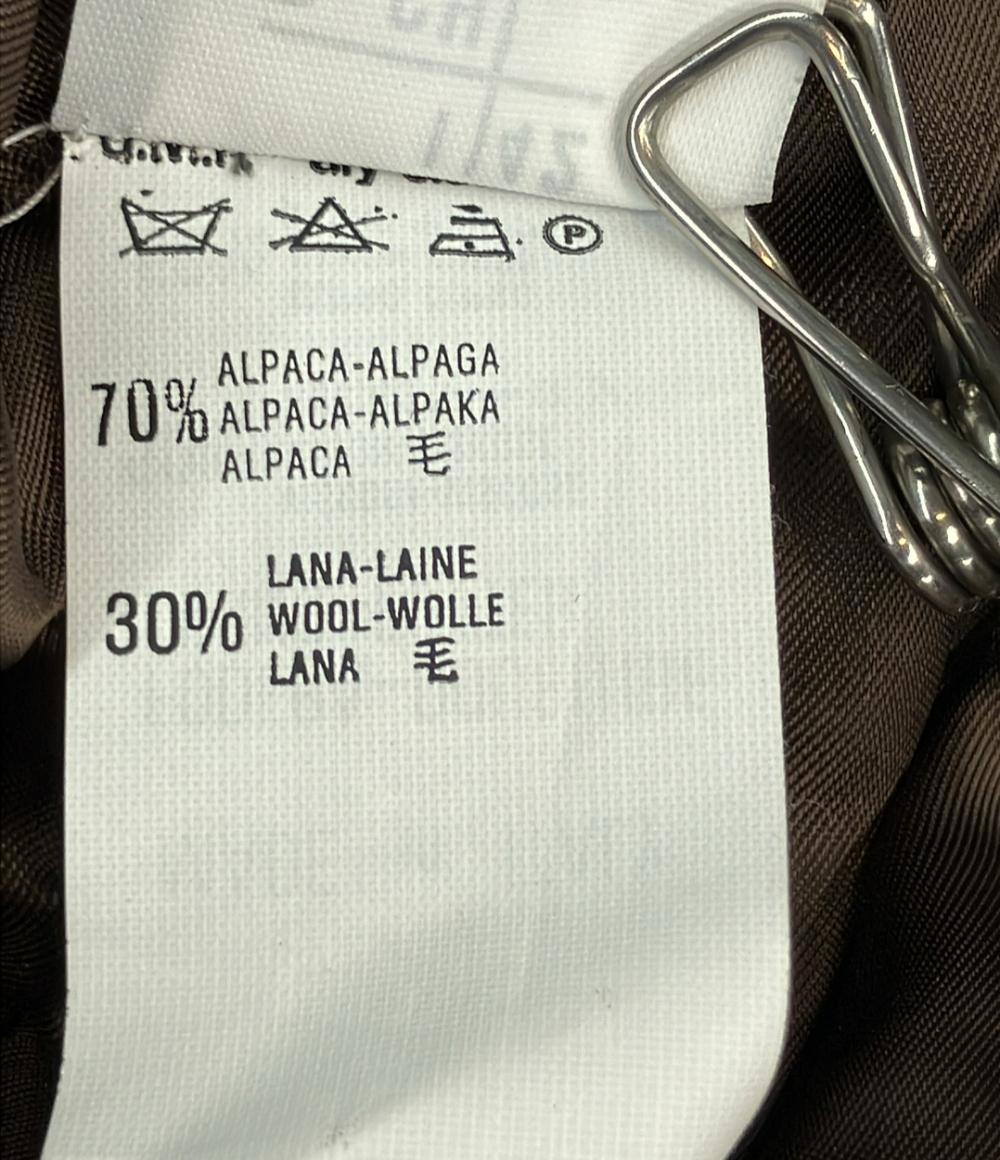 P
70% ALPACA-ALPAGA
ALPACA-ALPAKA
ALPACA 毛
30% LANA-LAINE
WOOL-WOLLE
LANA 毛